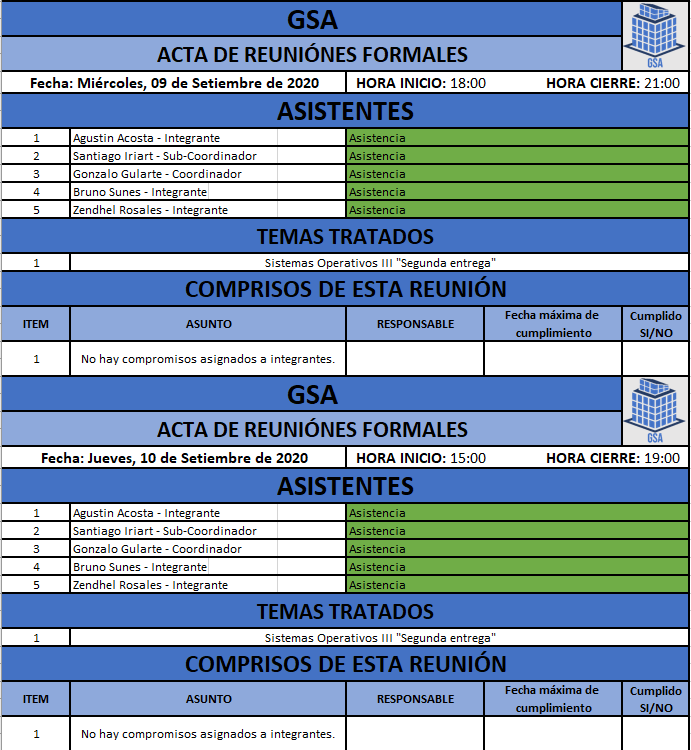 GSA
GSA
ACTA DE REUNIÓNES FORMALES
Fecha: Miércoles, 09 de Setiembre de 2020 HORA INICIO: 18:00 HORA CIERRE: 21:00
ASISTENTES
1 Agustin Acosta - Integrante Asistencia
2 Santiago Iriart - Sub-Coordinador Asistencia
3 Gonzalo Gularte - Coordinador Asistencia
4 Bruno Sunes - Integrante Asistencia
5 Zendhel Rosales - Integrante Asistencia
TEMAS TRATADOS
1 Sistemas Operativos III "Segunda entrega"
COMPRISOS DE ESTA REUNIÓN
ITEM ASUNTO RESPONSABLE Fecha máxima de cumplimiento Cumplido SI/NO
1 No hay compromisos asignados a integrantes.
GSA
GSA
ACTA DE REUNIÓNES FORMALES
Fecha: Jueves, 10 de Setiembre de 2020 HORA INICIO: 15:00 HORA CIERRE: 19:00
ASISTENTES
1 Agustin Acosta - Integrante Asistencia
2 Santiago Iriart - Sub-Coordinador Asistencia
3 Gonzalo Gularte - Coordinador Asistencia
4 Bruno Sunes - Integrante Asistencia
5 Zendhel Rosales - Integrante Asistencia
TEMAS TRATADOS
1 Sistemas Operativos III "Segunda entrega"
COMPRISOS DE ESTA REUNIÓN
ITEM ASUNTO RESPONSABLE Fecha máxima de cumplimiento Cumplido SI/NO
1 No hay compromisos asignados a integrantes.